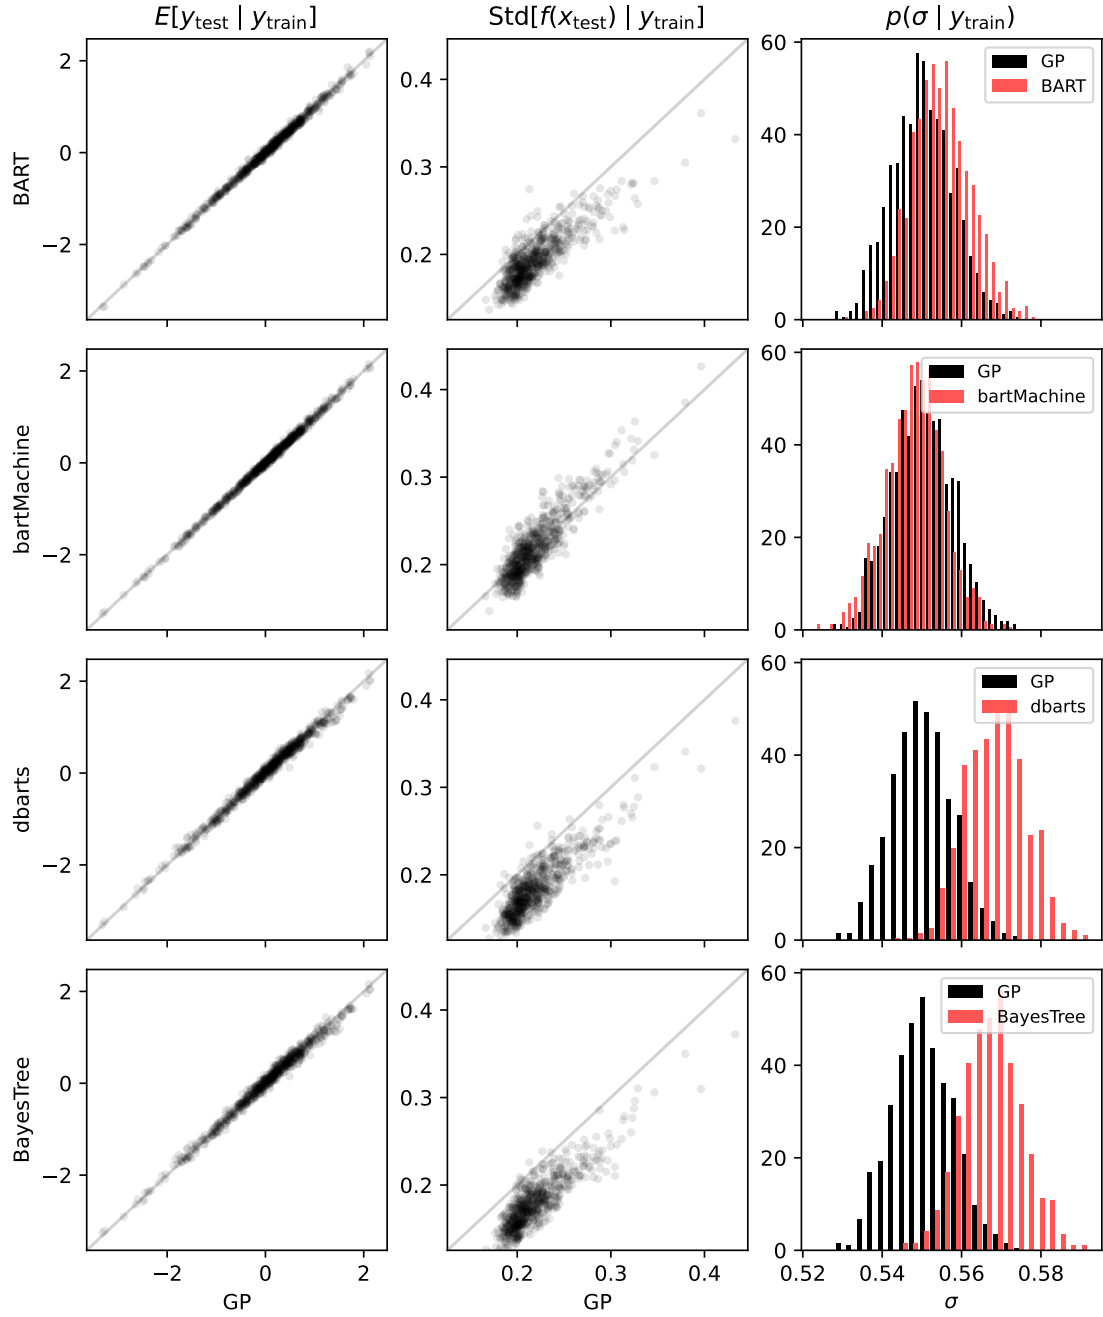 E[y_test | y_train]
Std[f(x_test) | y_train]
p(σ | y_train)
BART
2
0
−2
0.4
0.3
0.2
60
40
20
0
GP
BART
bartMachine
2
0
−2
0.4
0.3
0.2
60
40
20
0
GP
bartMachine
dbarts
2
0
−2
0.4
0.3
0.2
60
40
20
0
GP
dbarts
BayesTree
2
0
−2
0.4
0.3
0.2
60
40
20
0
GP
BayesTree
−2 0 2
0.2 0.3 0.4
0.52 0.54 0.56 0.58
GP
GP
σ